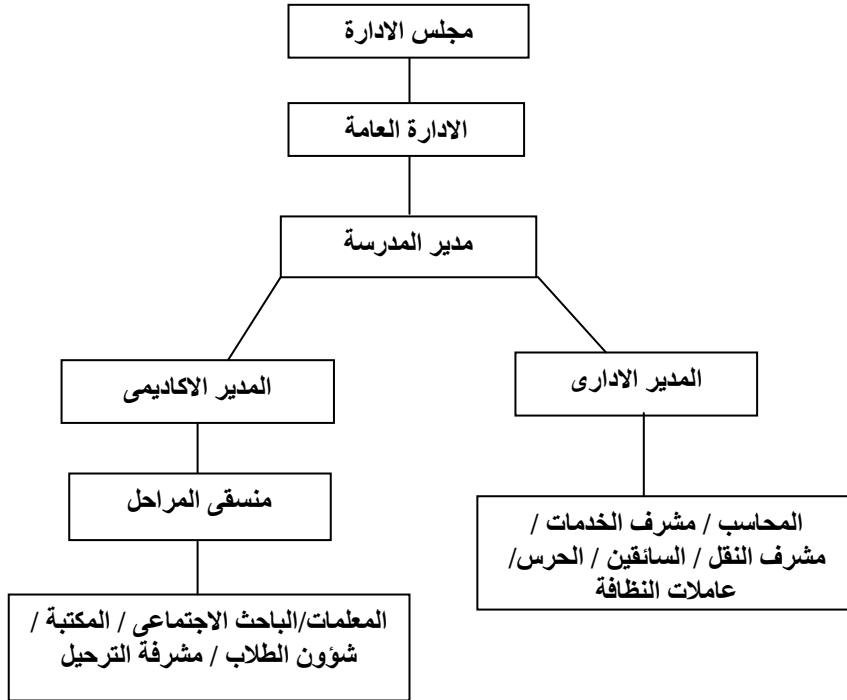 مجلس الادارة
الادارة العامة
مدير المدرسة
المدير الادارى
المدير الاكاديمى
منسقى المراحل
المحاسب / مشرف الخدمات /
مشرف النقل / السائقين / الحرس/
عاملات النظافة
المعلمات/الباحث الاجتماعى / المكتبة /
شؤون الطلاب / مشرفة الترحيل